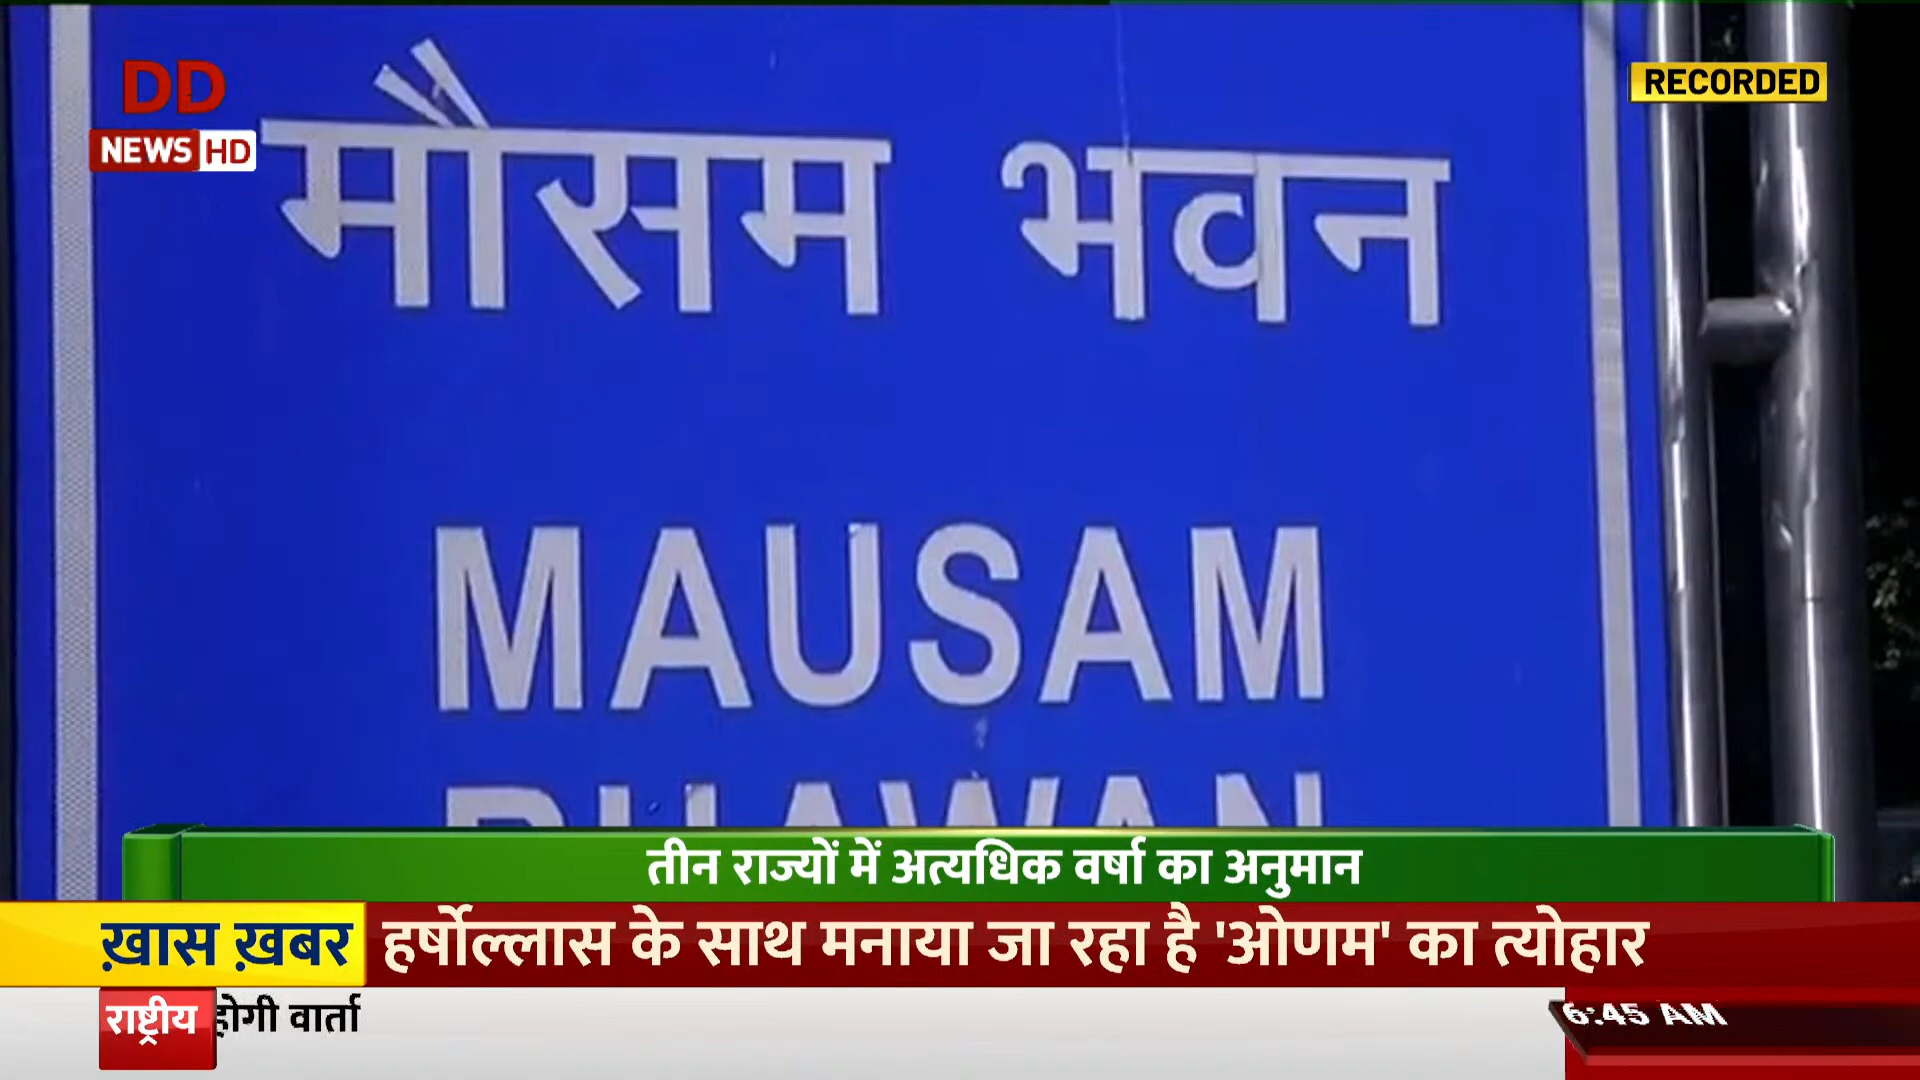 DD
NEWS HD
RECORDED
मौसम भवन
MAUSAM
BHAWAN
तीन राज्यों में अत्यधिक वर्षा का अनुमान
ख़ास ख़बर
हर्षोल्लास के साथ मनाया जा रहा है 'ओणम' का त्योहार
राष्ट्रीय
होगी वार्ता
6:45 AM